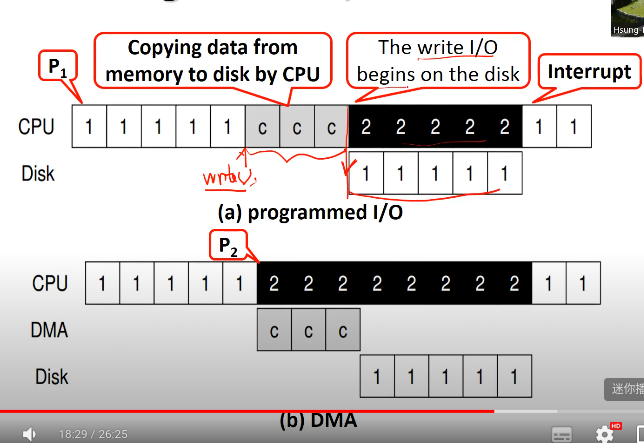 Hsung-
Copying data from
memory to disk by CPU
The write I/O
begins on the disk
P1
Interrupt
CPU 1 1 1 1 1 c c c 2 2 2 2 2 1 1
Disk 1 1 1 1 1
write();
(a) programmed I/O
P2
CPU 1 1 1 1 1 2 2 2 2 2 2 2 2 1 1
DMA c c c
Disk 1 1 1 1 1
迷你播
(b) DMA
18:29 / 26:25
HD